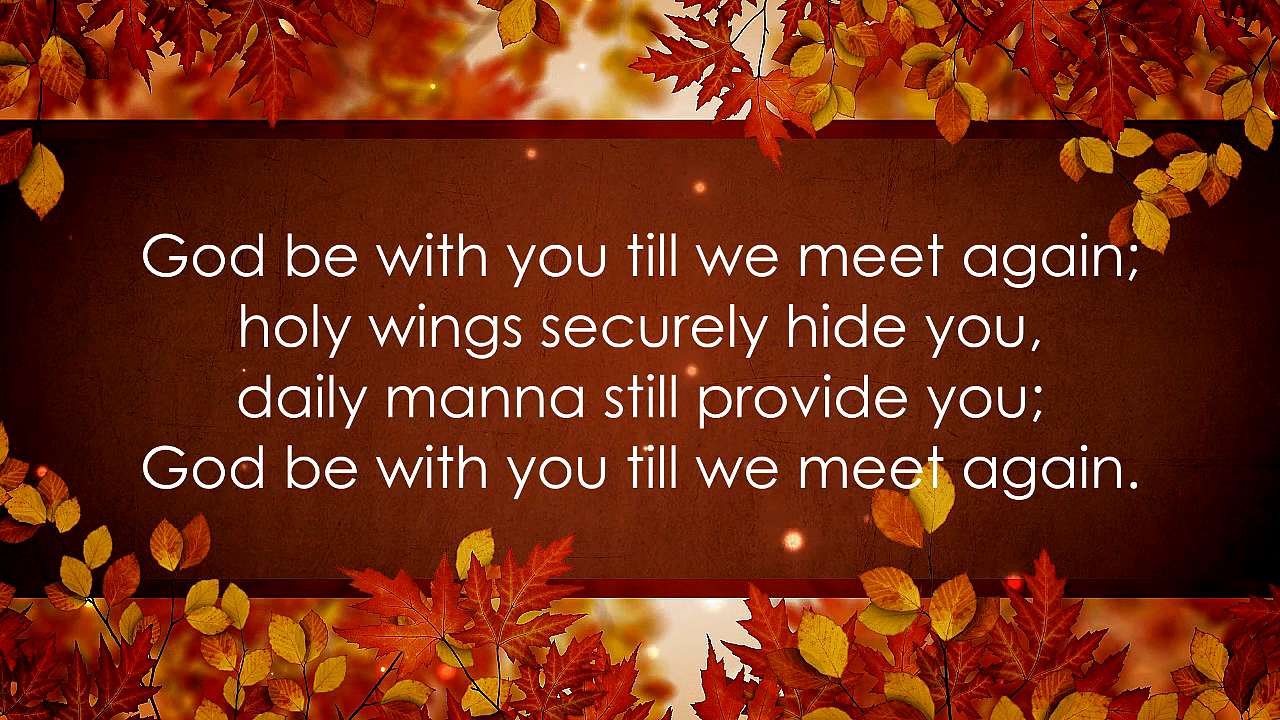 God be with you till we meet again;
holy wings securely hide you,
daily manna still provide you;
God be with you till we meet again.